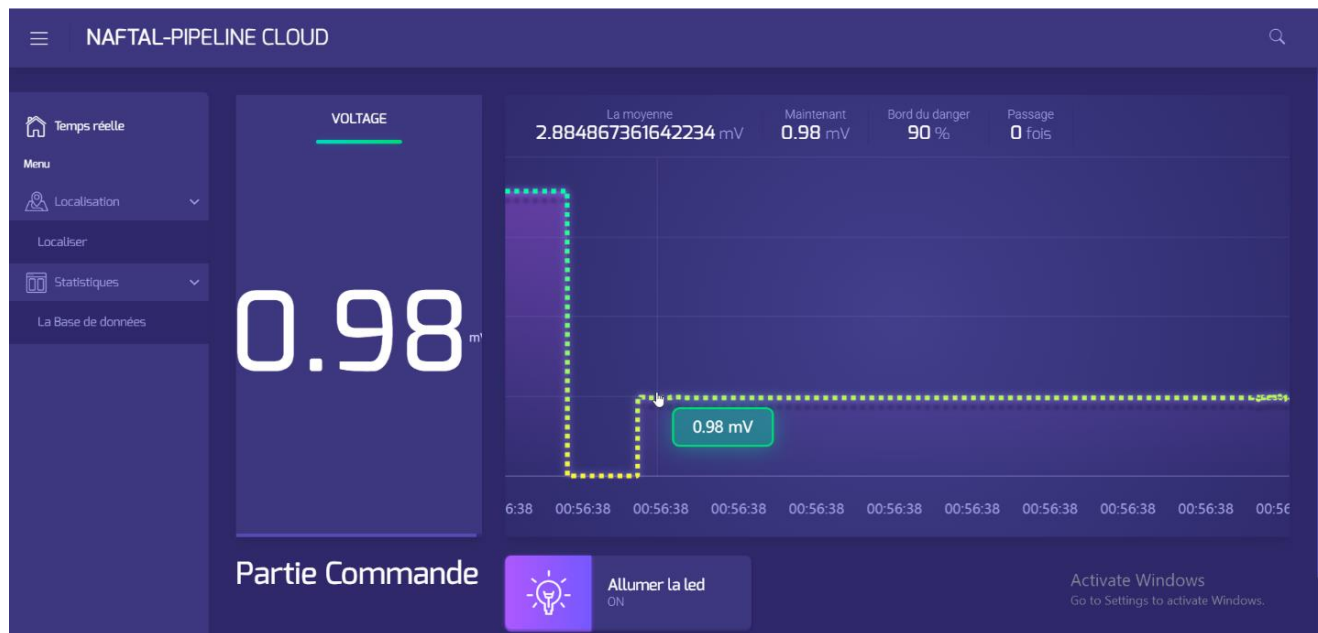 NAFTAL-PIPELINE CLOUD
Temps réelle
Menu
Localisation
Localiser
Statistiques
La Base de données
VOLTAGE
0.98 m
La moyenne
2.884867361642234 mV
Maintenant
0.98 mV
Bord du danger
90 %
Passage
0 fois
0.98 mV
6:38 00:56:38 00:56:38 00:56:38 00:56:38 00:56:38 00:56:38 00:56:38 00:56:38 00:56:38 00:56
Partie Commande
Allumer la led
ON
Activate Windows
Go to Settings to activate Windows.